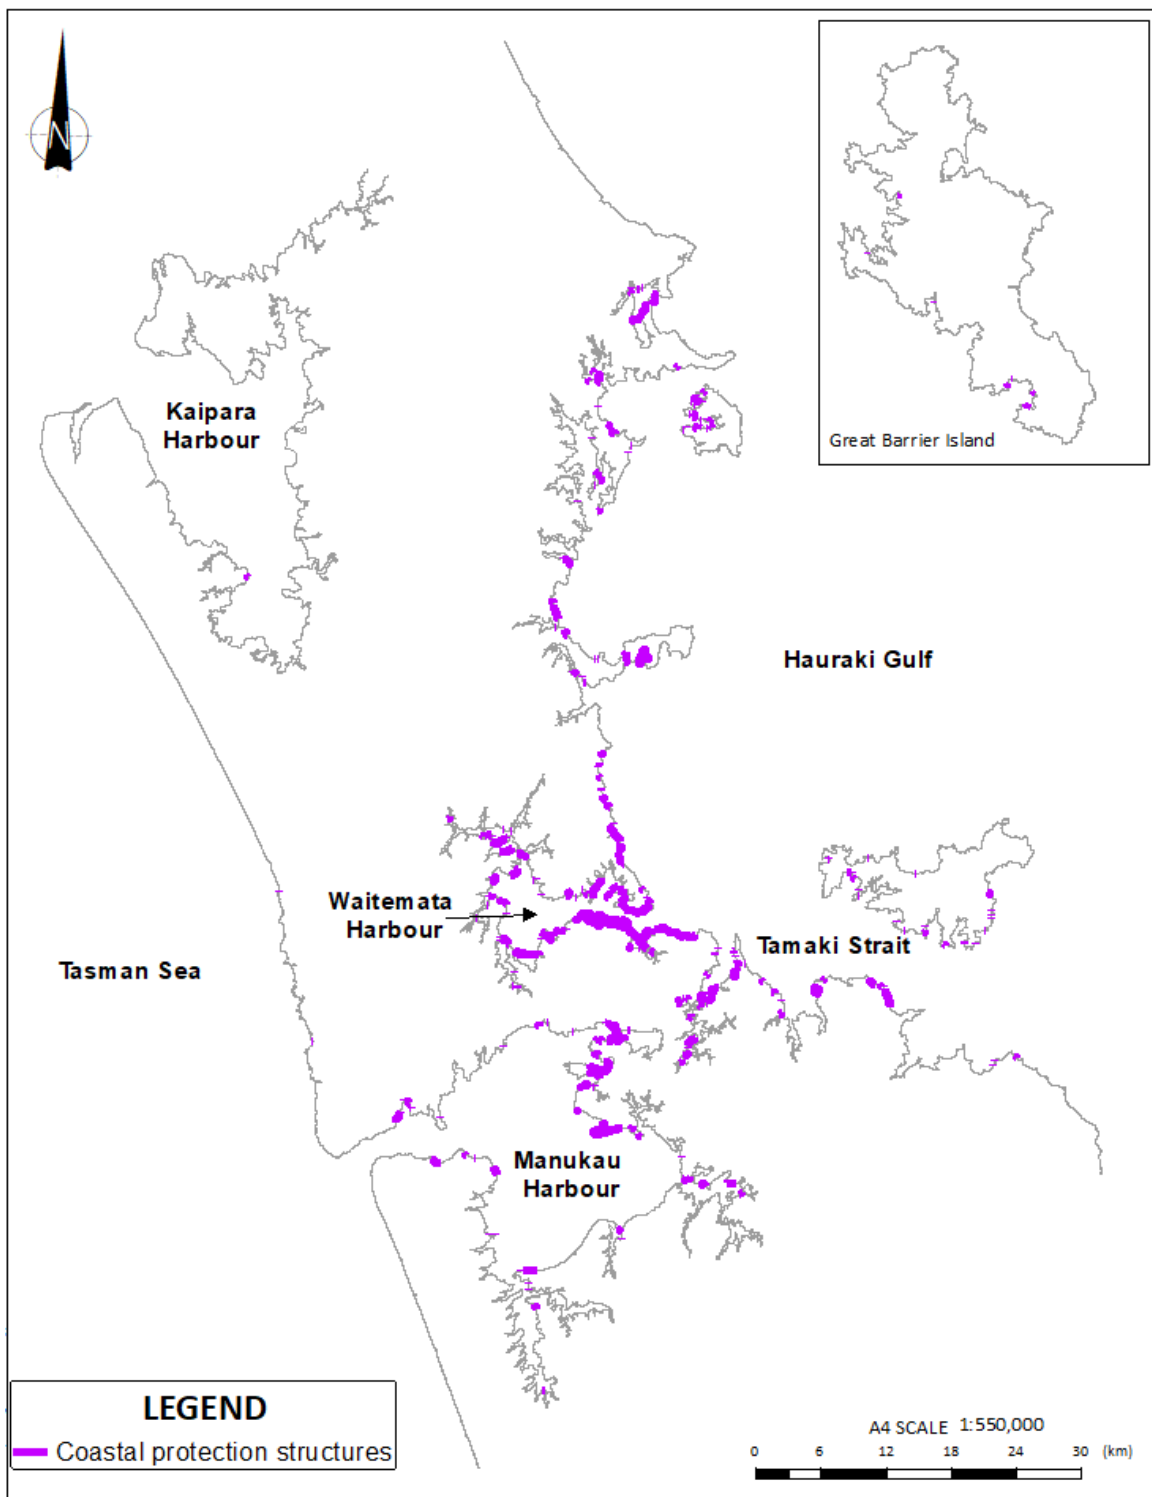 N
Great Barrier Island
Kaipara
Harbour
Hauraki Gulf
Waitemata
Harbour
Tamaki Strait
Tasman Sea
Manukau
Harbour
LEGEND
Coastal protection structures
A4 SCALE 1:550,000
0 6 12 18 24 30 (km)